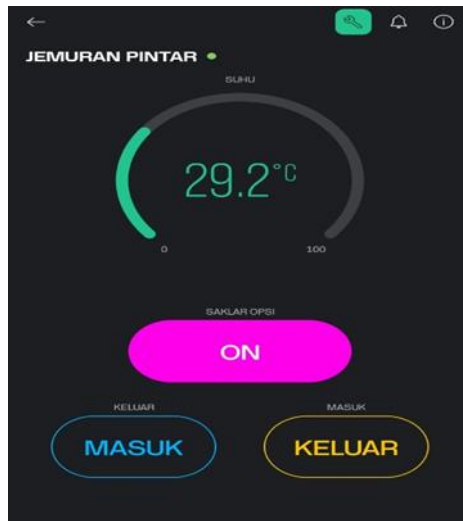 JEMURAN PINTAR
SUHU
29.2°C
0 100
SAKLAR OPSI
ON
KELUAR MASUK
MASUK KELUAR